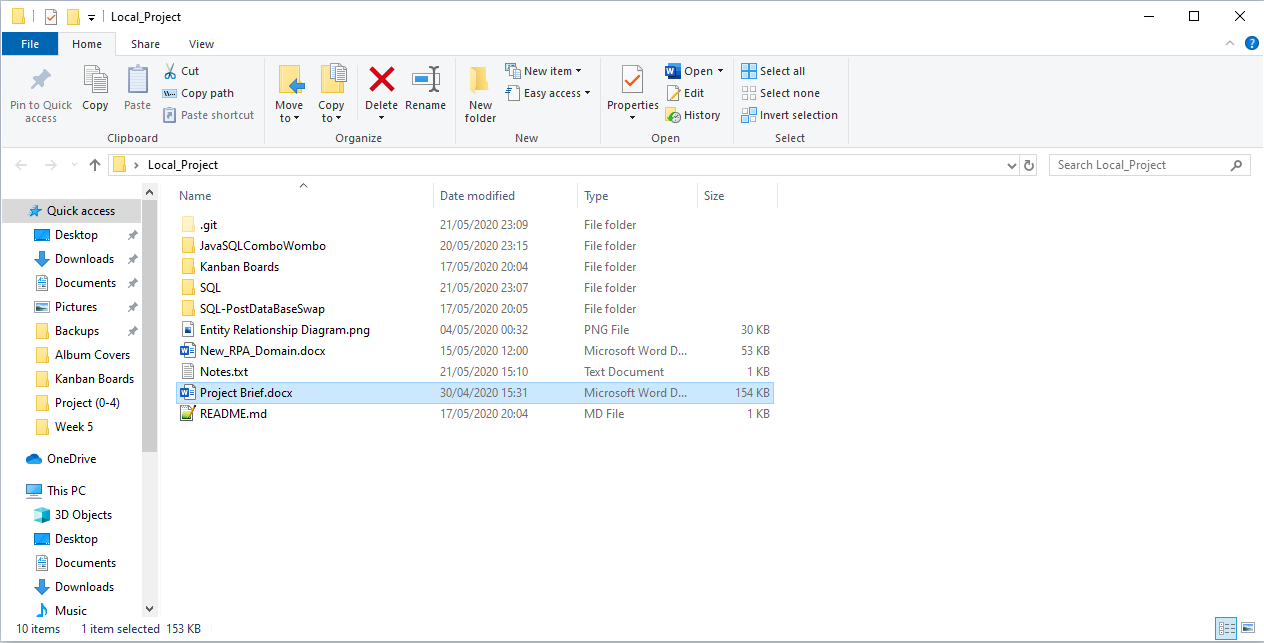 Local_Project
File Home Share View
Pin to Quick access
Copy
Paste
Cut
Copy path
Paste shortcut
Clipboard
Move to
Copy to
Delete
Rename
Organize
New folder
New item
Easy access
New
Properties
Open
Edit
History
Open
Select all
Select none
Invert selection
Select
Local_Project
Search Local_Project
Quick access
Desktop
Downloads
Documents
Pictures
Backups
Album Covers
Kanban Boards
Project (0-4)
Week 5
OneDrive
This PC
3D Objects
Desktop
Documents
Downloads
Music
Name Date modified Type Size
.git 21/05/2020 23:09 File folder
JavaSQLComboWombo 20/05/2020 23:15 File folder
Kanban Boards 17/05/2020 20:04 File folder
SQL 21/05/2020 23:07 File folder
SQL-PostDataBaseSwap 17/05/2020 20:05 File folder
Entity Relationship Diagram.png 04/05/2020 00:32 PNG File 30 KB
New_RPA_Domain.docx 15/05/2020 12:00 Microsoft Word D... 53 KB
Notes.txt 21/05/2020 15:10 Text Document 1 KB
Project Brief.docx 30/04/2020 15:31 Microsoft Word D... 154 KB
README.md 17/05/2020 20:04 MD File 1 KB
10 items 1 item selected 153 KB